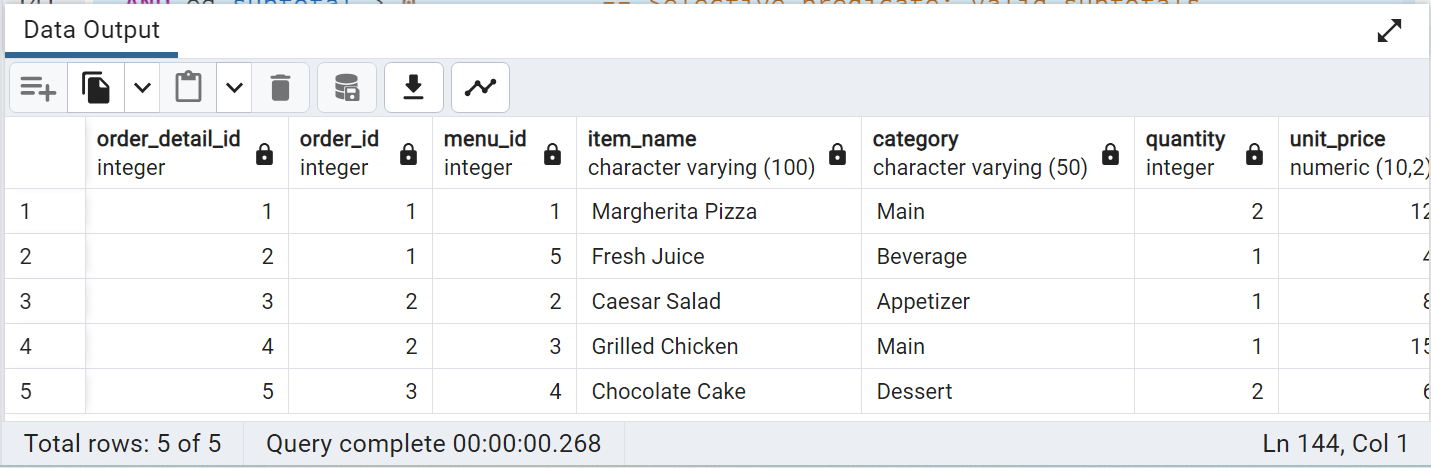 Data Output
order_detail_id order_id menu_id item_name category quantity unit_price
integer integer integer character varying (100) character varying (50) integer numeric (10,2)
1 1 1 1 Margherita Pizza Main 2 12
2 2 1 5 Fresh Juice Beverage 1
3 3 2 2 Caesar Salad Appetizer 1
4 4 2 3 Grilled Chicken Main 1 15
5 5 3 4 Chocolate Cake Dessert 2
Total rows: 5 of 5 Query complete 00:00:00.268 Ln 144, Col 1